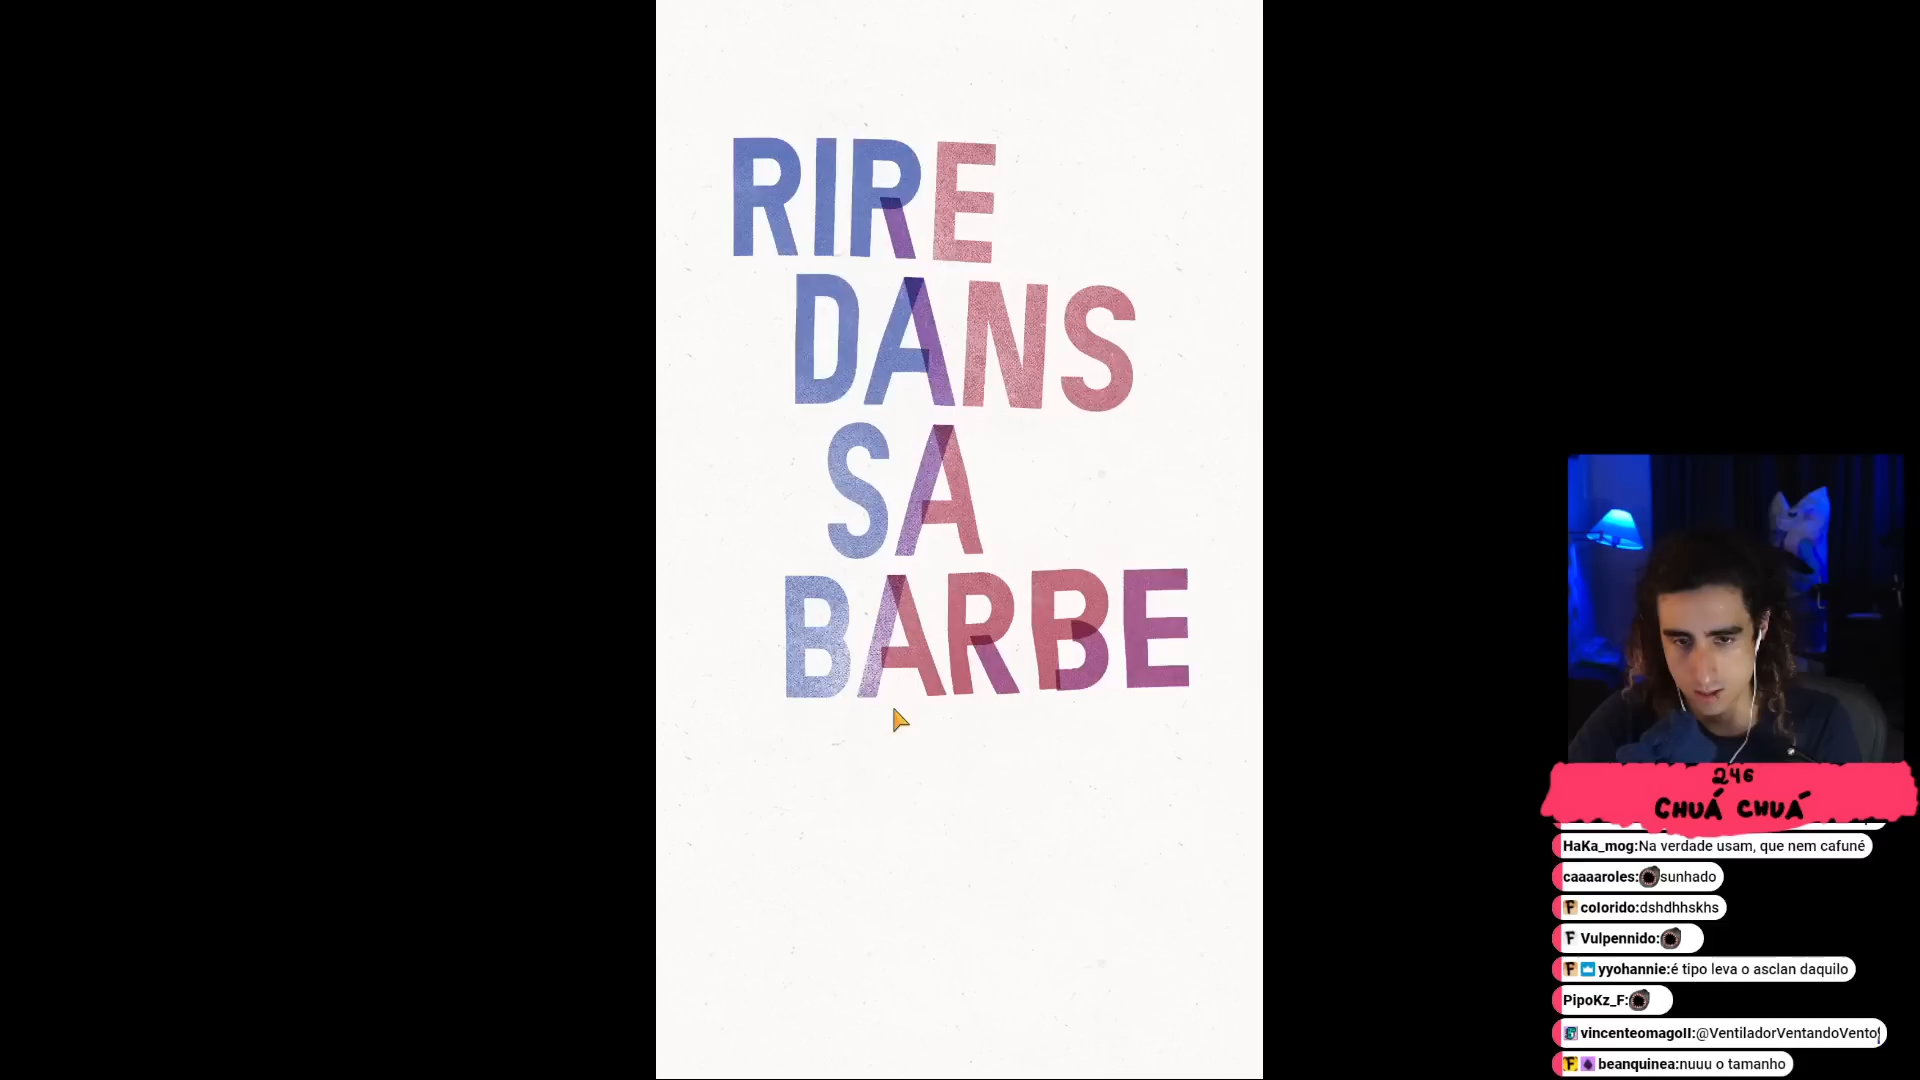 RIRE
DANS
SA
BARBE
246
CHUÁ CHUÁ
HaKa_mog:Na verdade usam, que nem cafuné
caaaaroles:sunhado
colorido:dshdhhskhs
Vulpennido:
yyohannie:é tipo leva o asclan daquilo
PipoKz_F:
vincenteomagoII:@VentiladorVentandoVento
beanquinea:nuuu o tamanho